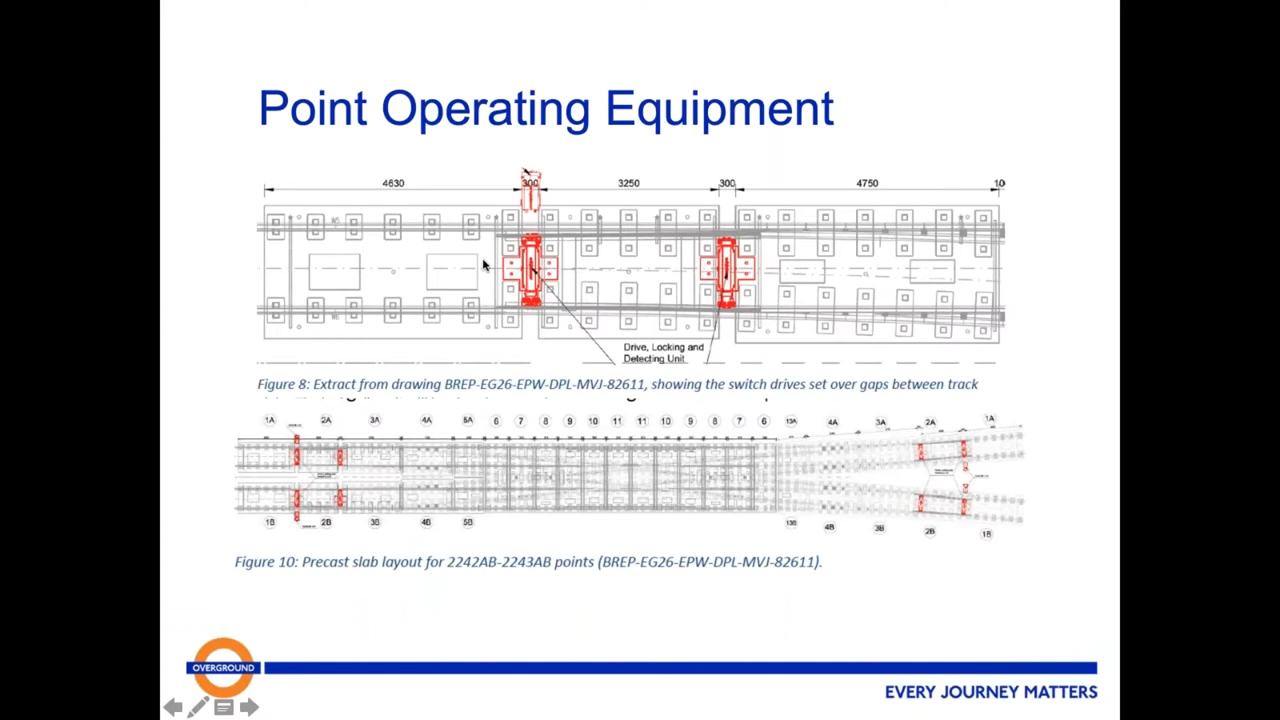 Point Operating Equipment
4630 300 3250 300 4750 10
Drive, Locking and
Detecting Unit
Figure 8: Extract from drawing BREP-EG26-EPW-DPL-MVJ-82611, showing the switch drives set over gaps between track
1A 2A 3A 4A 5A 6 7 8 9 10 11 11 10 9 8 7 6 13A 4A 3A 2A 1A
1B 2B 3B 4B 5B 13B 4B 3B 2B 1B
Figure 10: Precast slab layout for 2242AB-2243AB points (BREP-EG26-EPW-DPL-MVJ-82611).
OVERGROUND
EVERY JOURNEY MATTERS